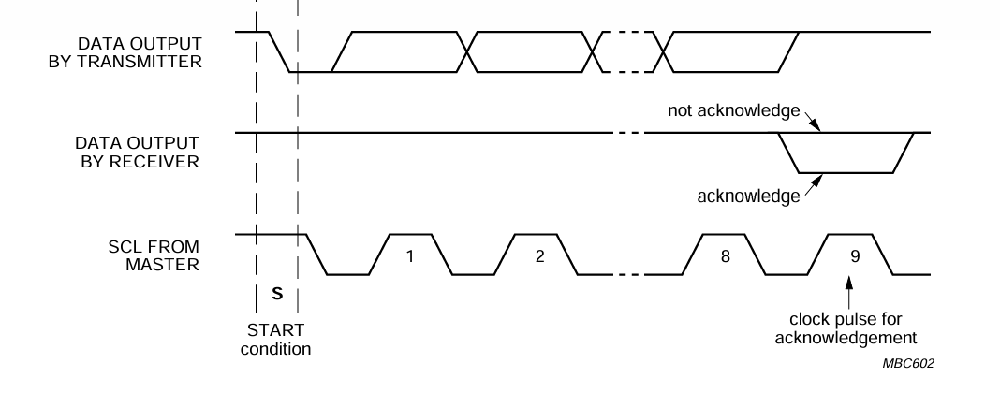 DATA OUTPUT
BY TRANSMITTER
not acknowledge
DATA OUTPUT
BY RECEIVER
acknowledge
SCL FROM
MASTER
1
2
8
9
S
START
condition
clock pulse for
acknowledgement
MBC602